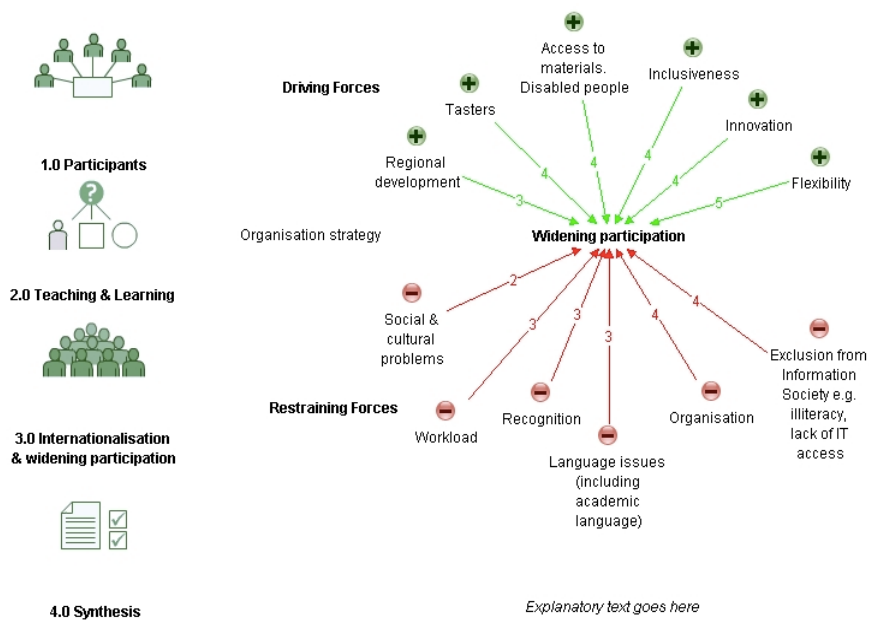 1.0 Participants
?
2.0 Teaching & Learning
3.0 Internationalisation
& widening participation
4.0 Synthesis
Driving Forces
Regional
development
3
Tasters
4
Access to
materials.
Disabled people
4
Inclusiveness
4
Innovation
4
Flexibility
5
Organisation strategy
Widening participation
Restraining Forces
Social &
cultural
problems
2
Workload
3
Recognition
3
Language issues
(including
academic
language)
3
Organisation
4
Exclusion from
Information
Society e.g.
illiteracy,
lack of IT
access
4
Explanatory text goes here